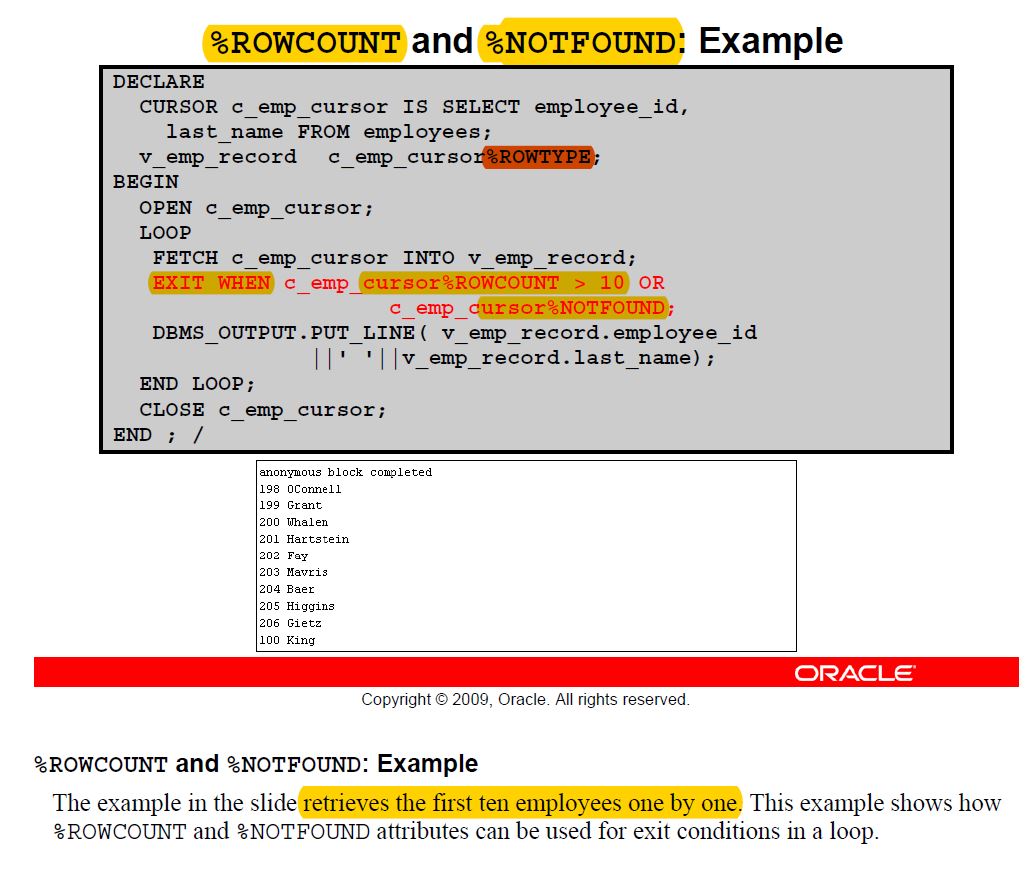 %ROWCOUNT and %NOTFOUND: Example
DECLARE
CURSOR c_emp_cursor IS SELECT employee_id,
last_name FROM employees;
v_emp_record c_emp_cursor%ROWTYPE;
BEGIN
OPEN c_emp_cursor;
LOOP
FETCH c_emp_cursor INTO v_emp_record;
EXIT WHEN c_emp_cursor%ROWCOUNT > 10 OR
c_emp_cursor%NOTFOUND;
DBMS_OUTPUT.PUT_LINE( v_emp_record.employee_id
||' '||v_emp_record.last_name);
END LOOP;
CLOSE c_emp_cursor;
END ; /
anonymous block completed
198 OConnell
199 Grant
200 Whalen
201 Hartstein
202 Fay
203 Mavris
204 Baer
205 Higgins
206 Gietz
100 King
ORACLE
Copyright © 2009, Oracle. All rights reserved.
%ROWCOUNT and %NOTFOUND: Example
The example in the slide retrieves the first ten employees one by one. This example shows how
%ROWCOUNT and %NOTFOUND attributes can be used for exit conditions in a loop.